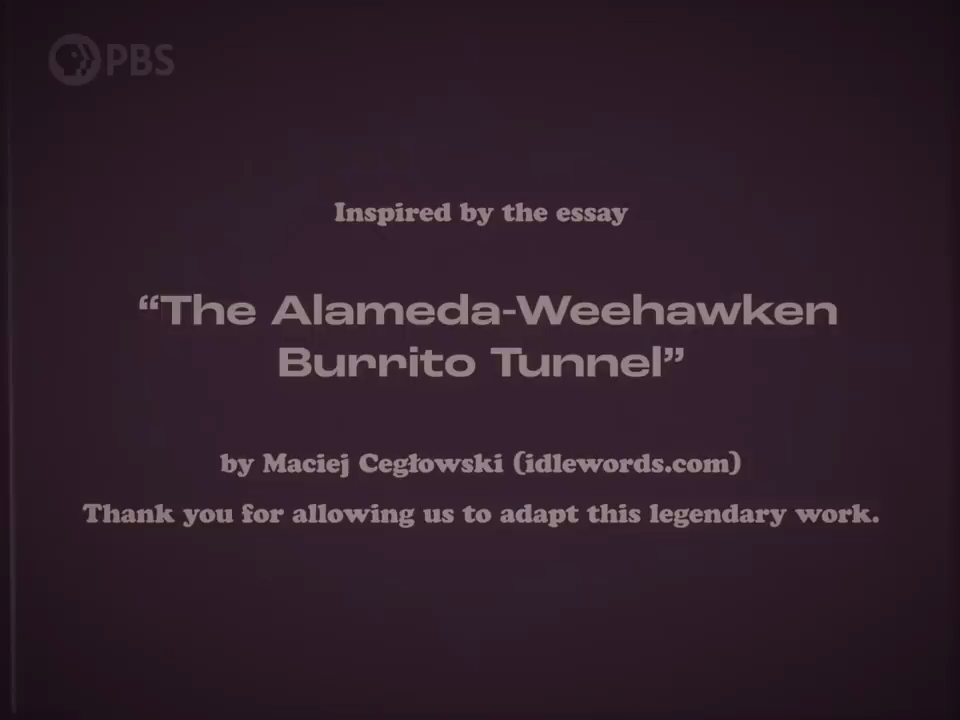 PBS
Inspired by the essay
“The Alameda-Weehawken
Burrito Tunnel”
by Maciej Cegłowski (idlewords.com)
Thank you for allowing us to adapt this legendary work.